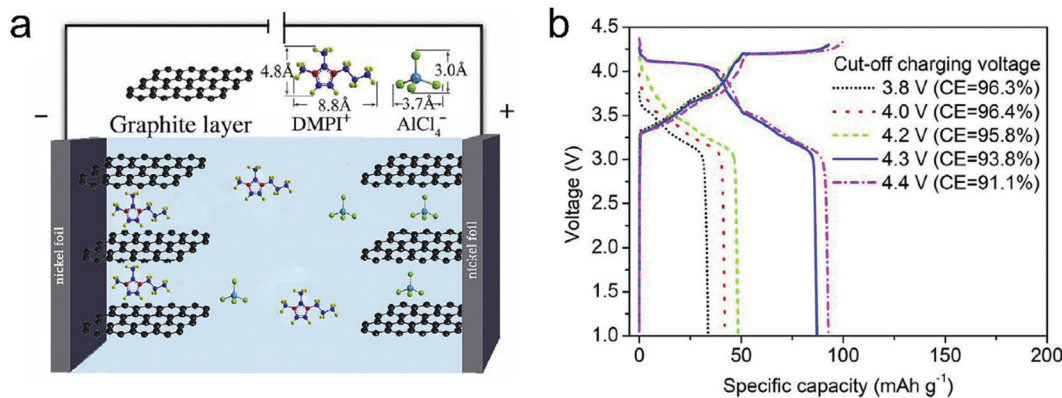 a
4.8Å
8.8Å
3.0Å
3.7Å
−
+
Graphite layer
DMPI⁺
AlCl₄⁻
nickel foil
nickel foil
b
4.5
4.0
3.5
3.0
2.5
2.0
1.5
1.0
Voltage (V)
Cut-off charging voltage
3.8 V (CE=96.3%)
4.0 V (CE=96.4%)
4.2 V (CE=95.8%)
4.3 V (CE=93.8%)
4.4 V (CE=91.1%)
0
50
100
150
200
Specific capacity (mAh g⁻¹)